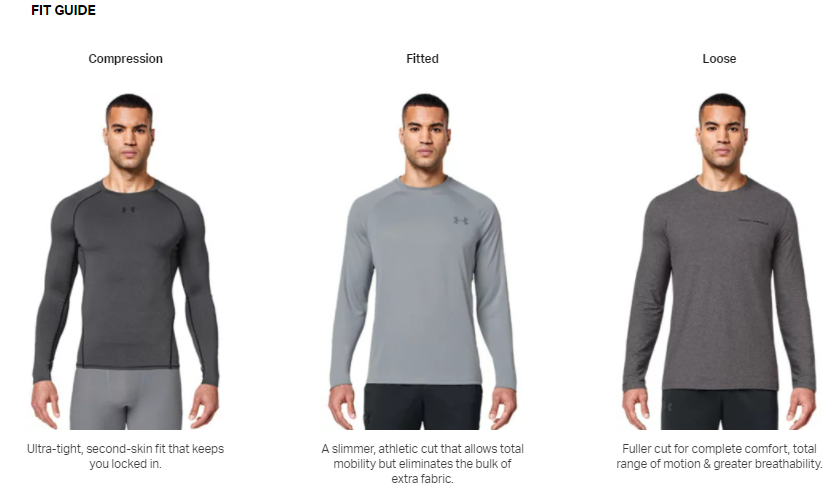 FIT GUIDE
Compression
Fitted
Loose
Ultra-tight, second-skin fit that keeps
you locked in.
A slimmer, athletic cut that allows total
mobility but eliminates the bulk of
extra fabric.
Fuller cut for complete comfort, total
range of motion & greater breathability.